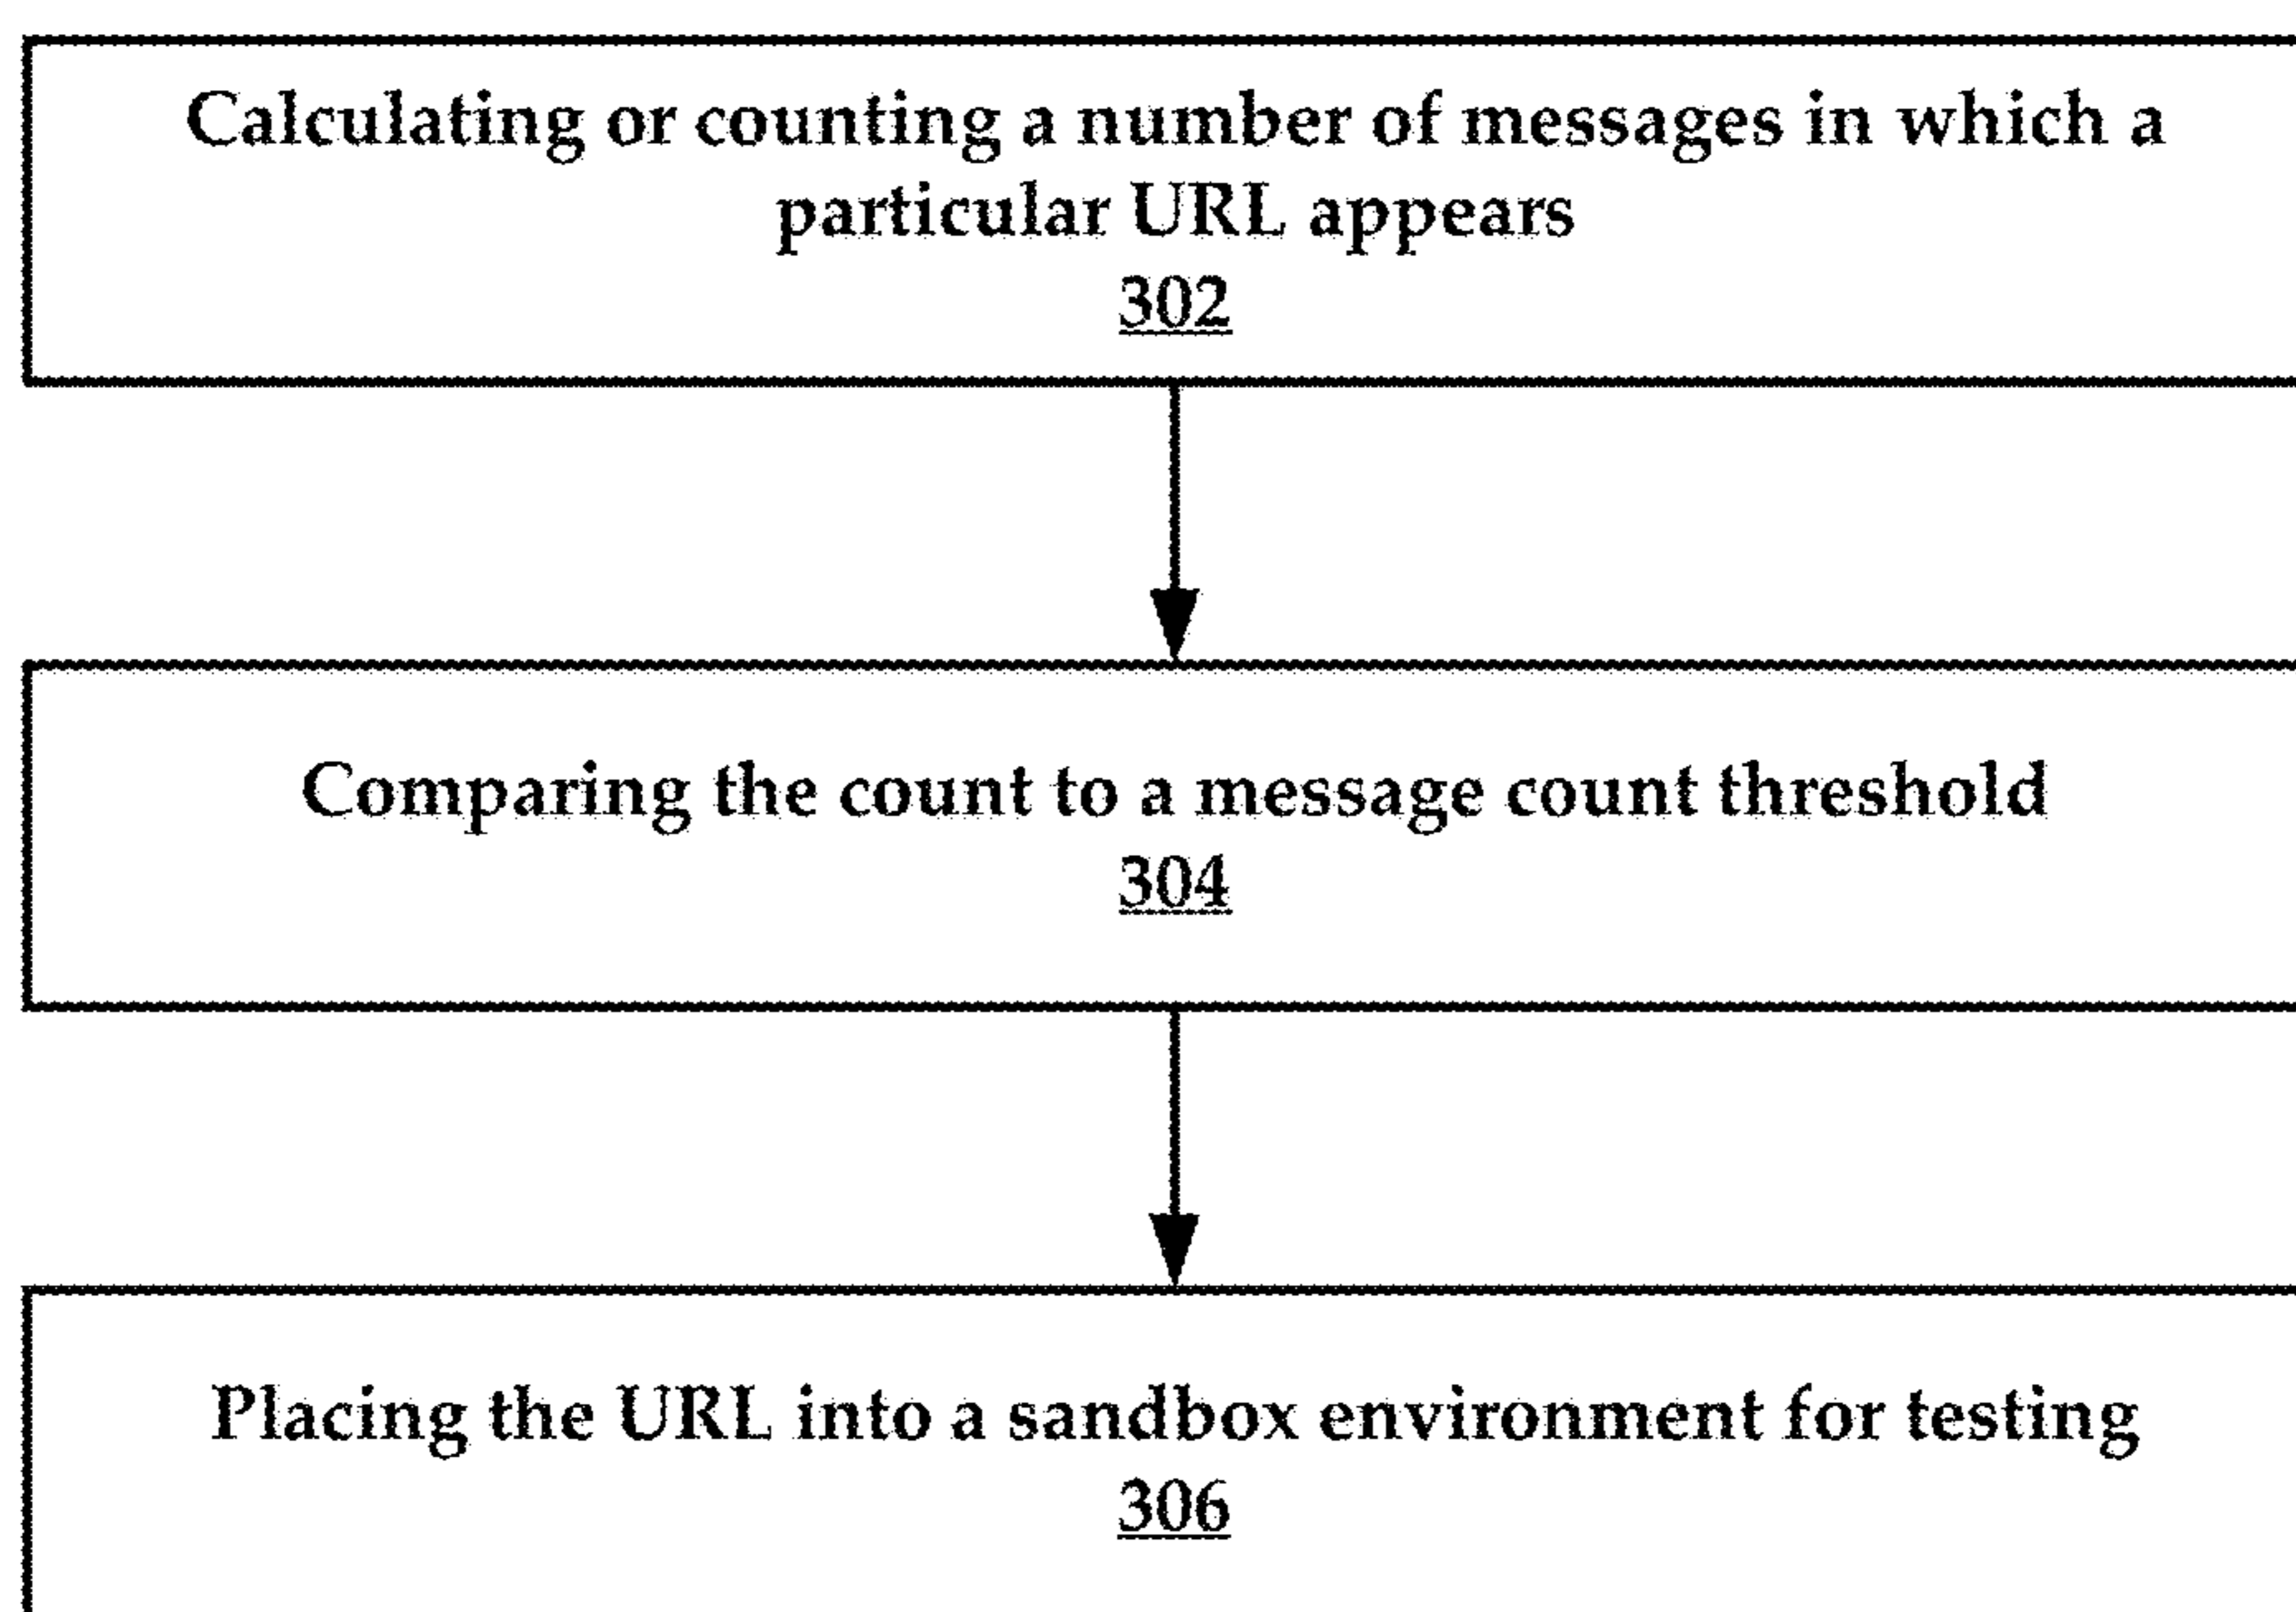 Calculating or counting a number of messages in which a
particular URL appears
302
Comparing the count to a message count threshold
304
Placing the URL into a sandbox environment for testing
306